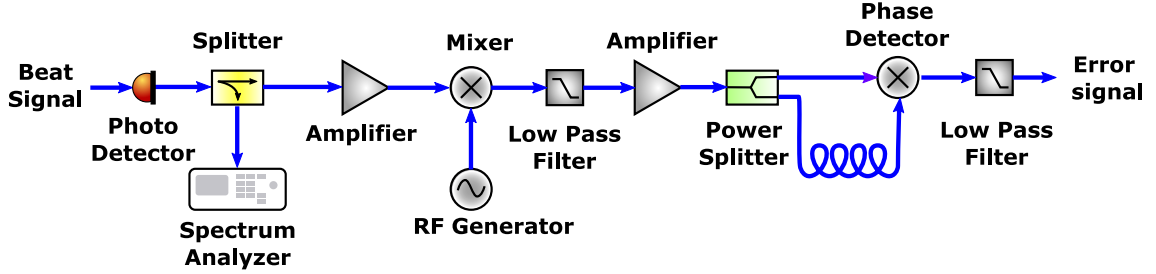 Beat
Signal
Photo
Detector
Splitter
Spectrum
Analyzer
Amplifier
Mixer
RF Generator
Low Pass
Filter
Amplifier
Power
Splitter
Phase
Detector
Low Pass
Filter
Error
signal